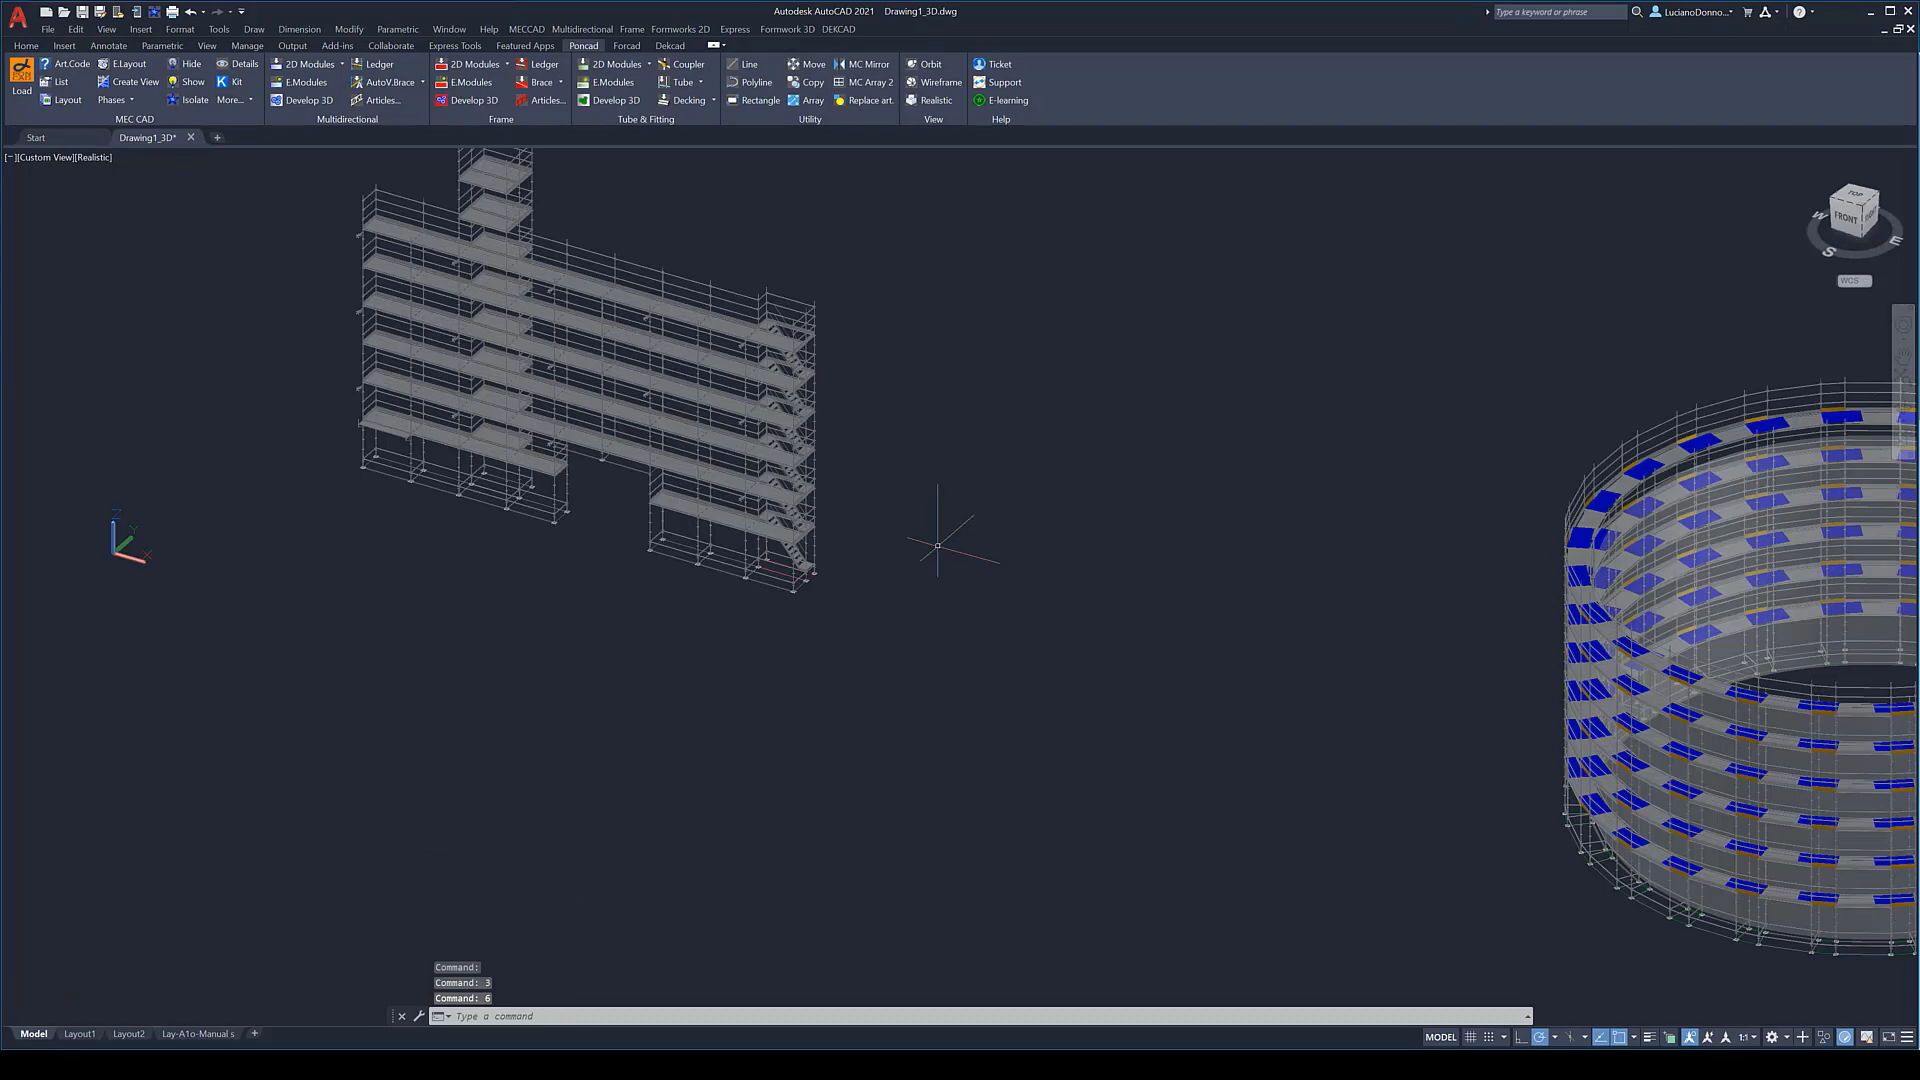 Autodesk AutoCAD 2021 Drawing1_3D.dwg
Type a keyword or phrase
LucianoDonno...
File Edit View Insert Format Tools Draw Dimension Modify Parametric Window Help MECCAD Multidirectional Frame Formworks 2D Express Formwork 3D DEKCAD
Home Insert Annotate Parametric View Manage Output Add-ins Collaborate Express Tools Featured Apps Poncad Forcad Dekcad
Load
Art.Code E.Layout Hide Details
List Create View Show Kit
Layout Phases Isolate More...
MEC CAD
2D Modules Ledger
E.Modules AutoV.Brace
Develop 3D Articles...
Multidirectional
2D Modules Ledger
E.Modules Brace
Develop 3D Articles...
Frame
2D Modules Coupler
E.Modules Tube
Develop 3D Decking
Tube & Fitting
Line Move MC Mirror
Polyline Copy MC Array 2
Rectangle Array Replace art.
Utility
Orbit
Wireframe
Realistic
View
Ticket
Support
E-learning
Help
Start Drawing1_3D*
[−][Custom View][Realistic]
TOP
FRONT
W
S
E
WCS
Z
Y
X
Command:
Command: 3
Command: 6
Type a command
Model Layout1 Layout2 Lay-A1o-Manual s
MODEL
1:1